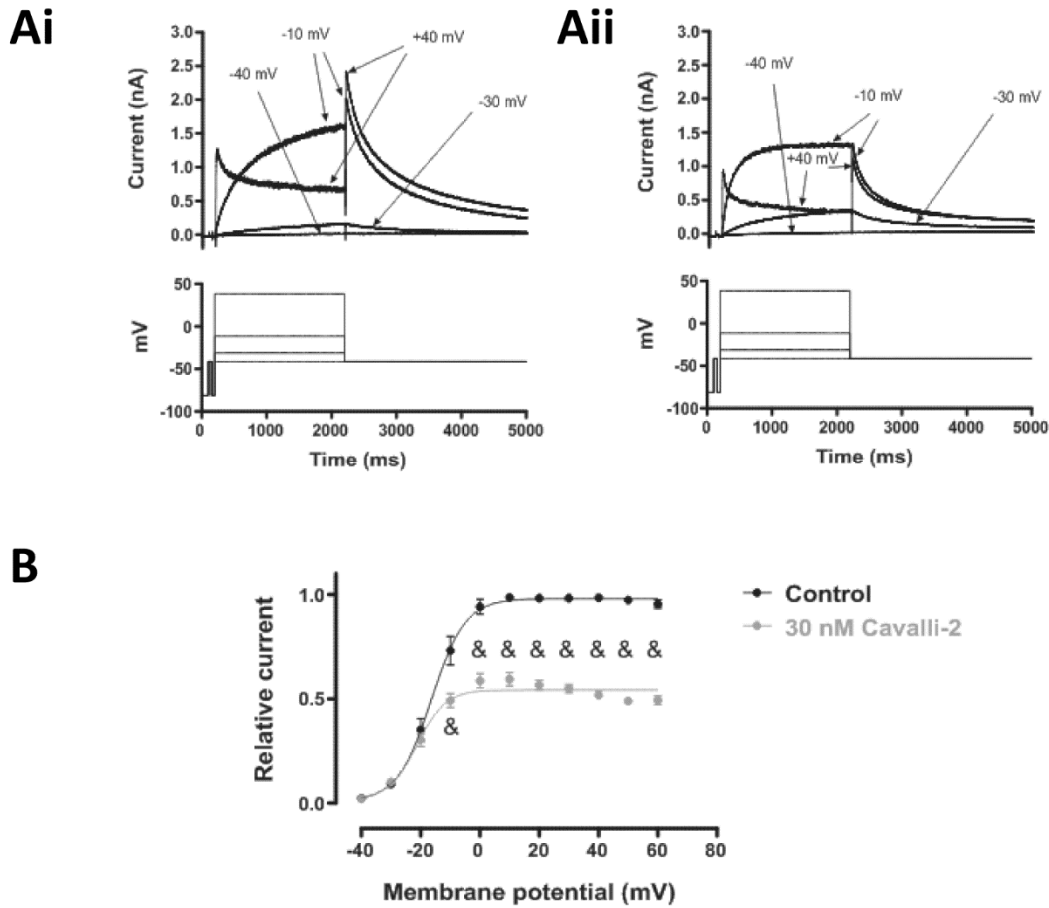 Ai
Current (nA)
3.0
2.5
2.0
1.5
1.0
0.5
0.0
-40 mV
-10 mV
+40 mV
-30 mV
mV
50
0
-50
-100
0
1000
2000
3000
4000
5000
Time (ms)
Aii
Current (nA)
3.0
2.5
2.0
1.5
1.0
0.5
0.0
-40 mV
-10 mV
-30 mV
+40 mV
mV
50
0
-50
-100
0
1000
2000
3000
4000
5000
Time (ms)
B
Relative current
1.0
0.5
0.0
& & & & & & &
&
-40
-20
0
20
40
60
80
Membrane potential (mV)
Control
30 nM Cavalli-2